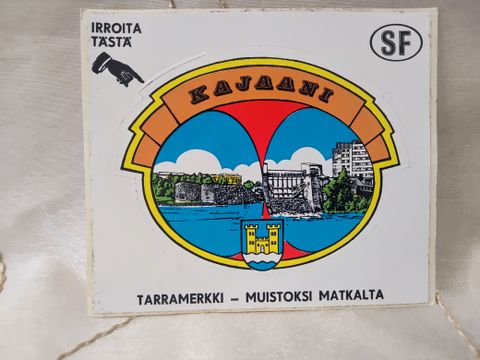 IRROITA
TÄSTÄ
SF
KAJAANI
TARRAMERKKI – MUISTOKSI MATKALTA